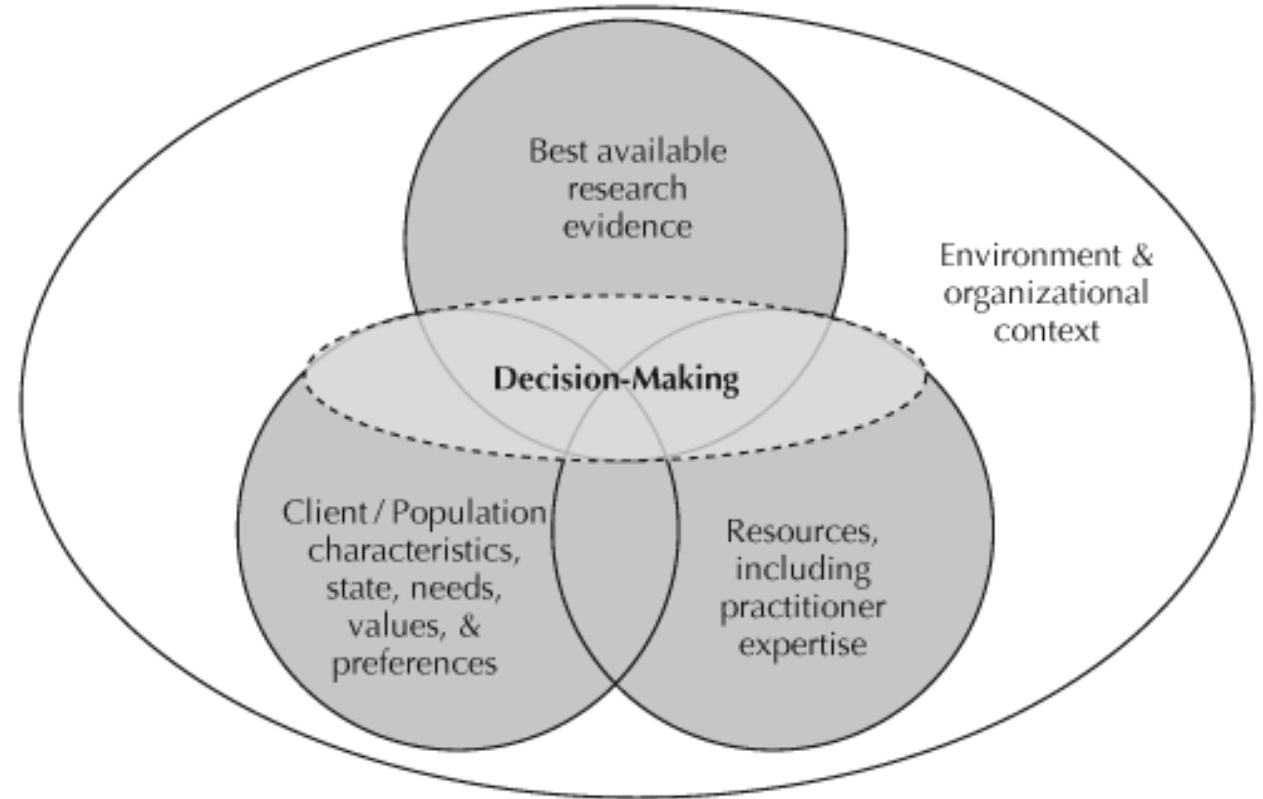 Best available
research
evidence
Environment &
organizational
context
Decision-Making
Client / Population
characteristics,
state, needs,
values, &
preferences
Resources,
including
practitioner
expertise